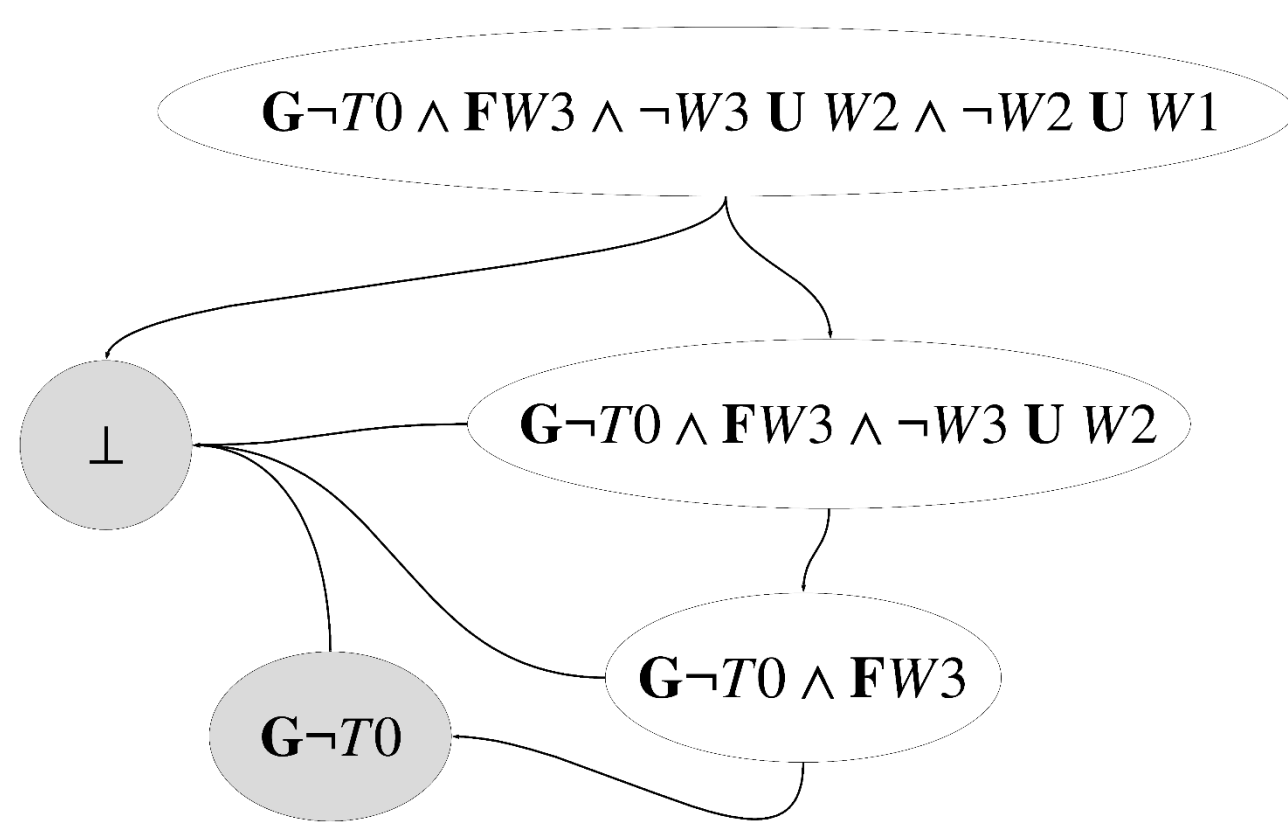 G¬T0 ∧ FW3 ∧ ¬W3 U W2 ∧ ¬W2 U W1
G¬T0 ∧ FW3 ∧ ¬W3 U W2
⊥
G¬T0 ∧ FW3
G¬T0